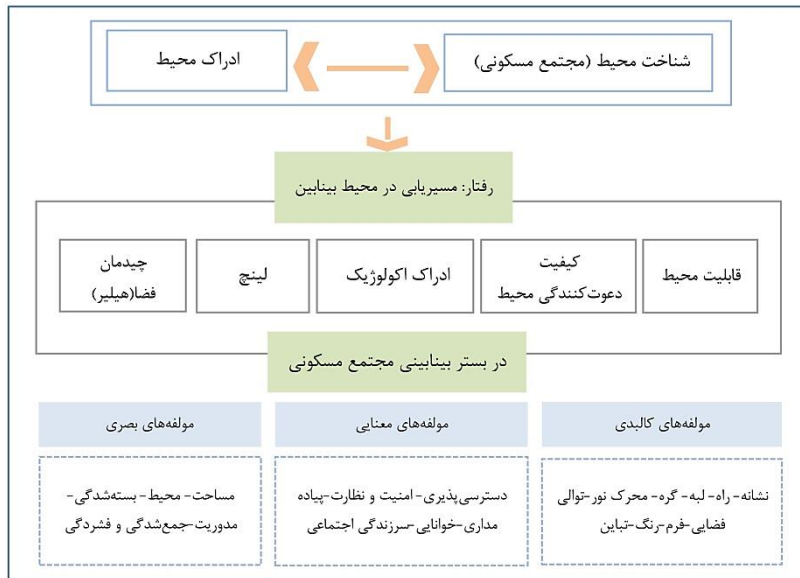 شناخت محیط (مجتمع مسکونی)
ادراک محیط
رفتار: مسیریابی در محیط بینابین
قابلیت محیط
کیفیت
دعوت‌کنندگی محیط
ادراک اکولوژیک
لینچ
چیدمان
فضا(هیلیر)
در بستر بینابینی مجتمع مسکونی
مولفه‌های کالبدی
نشانه- راه- لبه- گره- محرک نور-توالی
فضایی-فرم-رنگ-تباین
مولفه‌های معنایی
دسترسی‌پذیری- امنیت و نظارت-پیاده
مداری-خوانایی-سرزندگی اجتماعی
مولفه‌های بصری
مساحت- محیط- بسته‌شدگی-
مدوریت-جمع‌شدگی و فشردگی